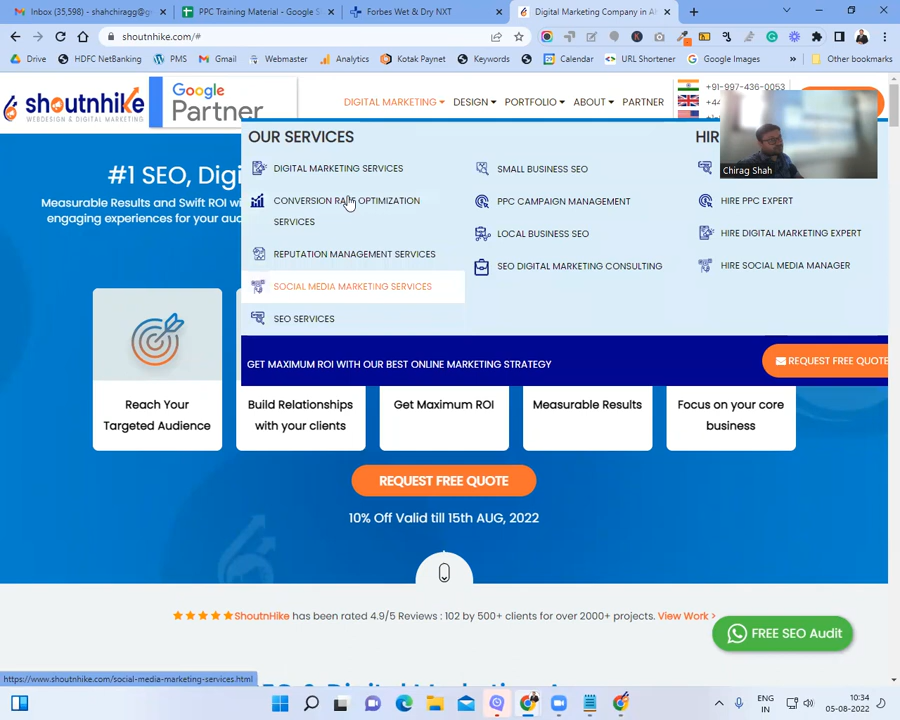 Inbox (35,598) - shahchiragg@g
PPC Training Material - Google S
Forbes Wet & Dry NXT
Digital Marketing Company in Ah
shoutnhike.com/#
Drive
HDFC NetBanking
PMS
Gmail
Webmaster
Analytics
Kotak Paynet
Keywords
Calendar
URL Shortener
Google Images
Other bookmarks
shoutnhike
WEBDESIGN & DIGITAL MARKETING
Google
Partner
DIGITAL MARKETING
DESIGN
PORTFOLIO
ABOUT
PARTNER
+91-997-436-0053
+44
Chirag Shah
#1 SEO, Digi
Measurable Results and Swift ROI wi
engaging experiences for your au
OUR SERVICES
HIRE
DIGITAL MARKETING SERVICES
SMALL BUSINESS SEO
CONVERSION RATE OPTIMIZATION
SERVICES
PPC CAMPAIGN MANAGEMENT
HIRE PPC EXPERT
LOCAL BUSINESS SEO
HIRE DIGITAL MARKETING EXPERT
REPUTATION MANAGEMENT SERVICES
SEO DIGITAL MARKETING CONSULTING
HIRE SOCIAL MEDIA MANAGER
SOCIAL MEDIA MARKETING SERVICES
SEO SERVICES
GET MAXIMUM ROI WITH OUR BEST ONLINE MARKETING STRATEGY
REQUEST FREE QUOTE
Reach Your
Targeted Audience
Build Relationships
with your clients
Get Maximum ROI
Measurable Results
Focus on your core
business
REQUEST FREE QUOTE
10% Off Valid till 15th AUG, 2022
ShoutnHike has been rated 4.9/5 Reviews : 102 by 500+ clients for over 2000+ projects. View Work >
FREE SEO Audit
https://www.shoutnhike.com/social-media-marketing-services.html
ENG
IN
10:34
05-08-2022